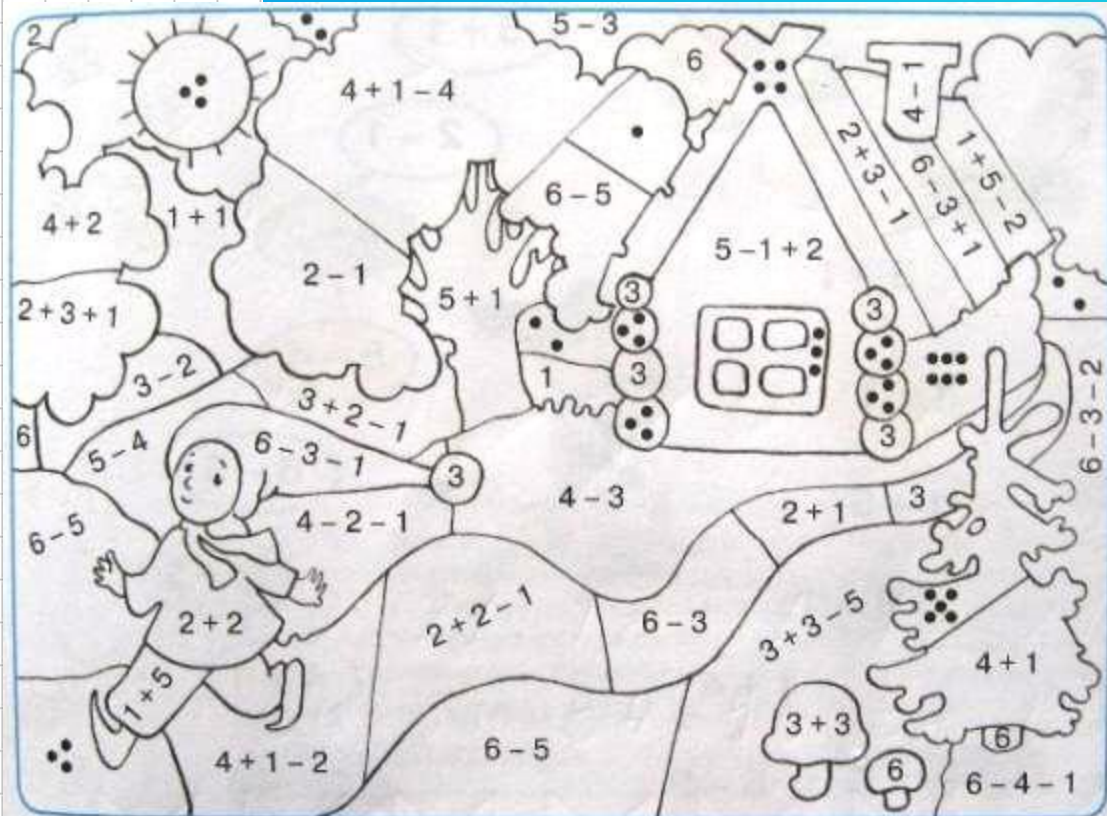 2
5 – 3
6
4 + 1 – 4
4 – 1
2 + 3 – 1
6 – 3 + 1
1 + 5 – 2
6 – 5
4 + 2
1 + 1
5 – 1 + 2
2 – 1
5 + 1
3
3
2 + 3 + 1
3 – 2
1
3
3 + 2 – 1
6 – 3 – 2
6
5 – 4
6 – 3 – 1
3
3
4 – 3
2 + 1
3
4 – 2 – 1
6 – 5
2 + 2
2 + 2 – 1
6 – 3
3 + 3 – 5
4 + 1
1 + 5
3 + 3
6
4 + 1 – 2
6 – 5
6
6 – 4 – 1